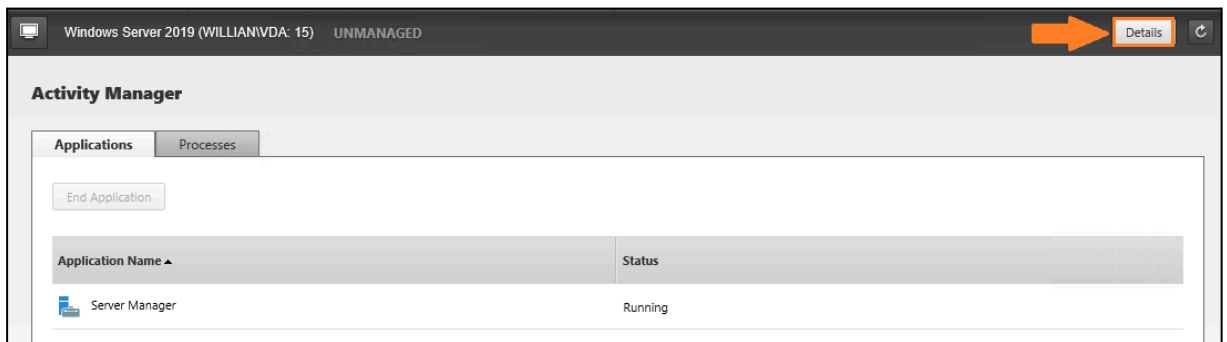 Windows Server 2019 (WILLIAN\VDA: 15) UNMANAGED Details
Activity Manager
Applications Processes
End Application
Application Name Status
Server Manager Running